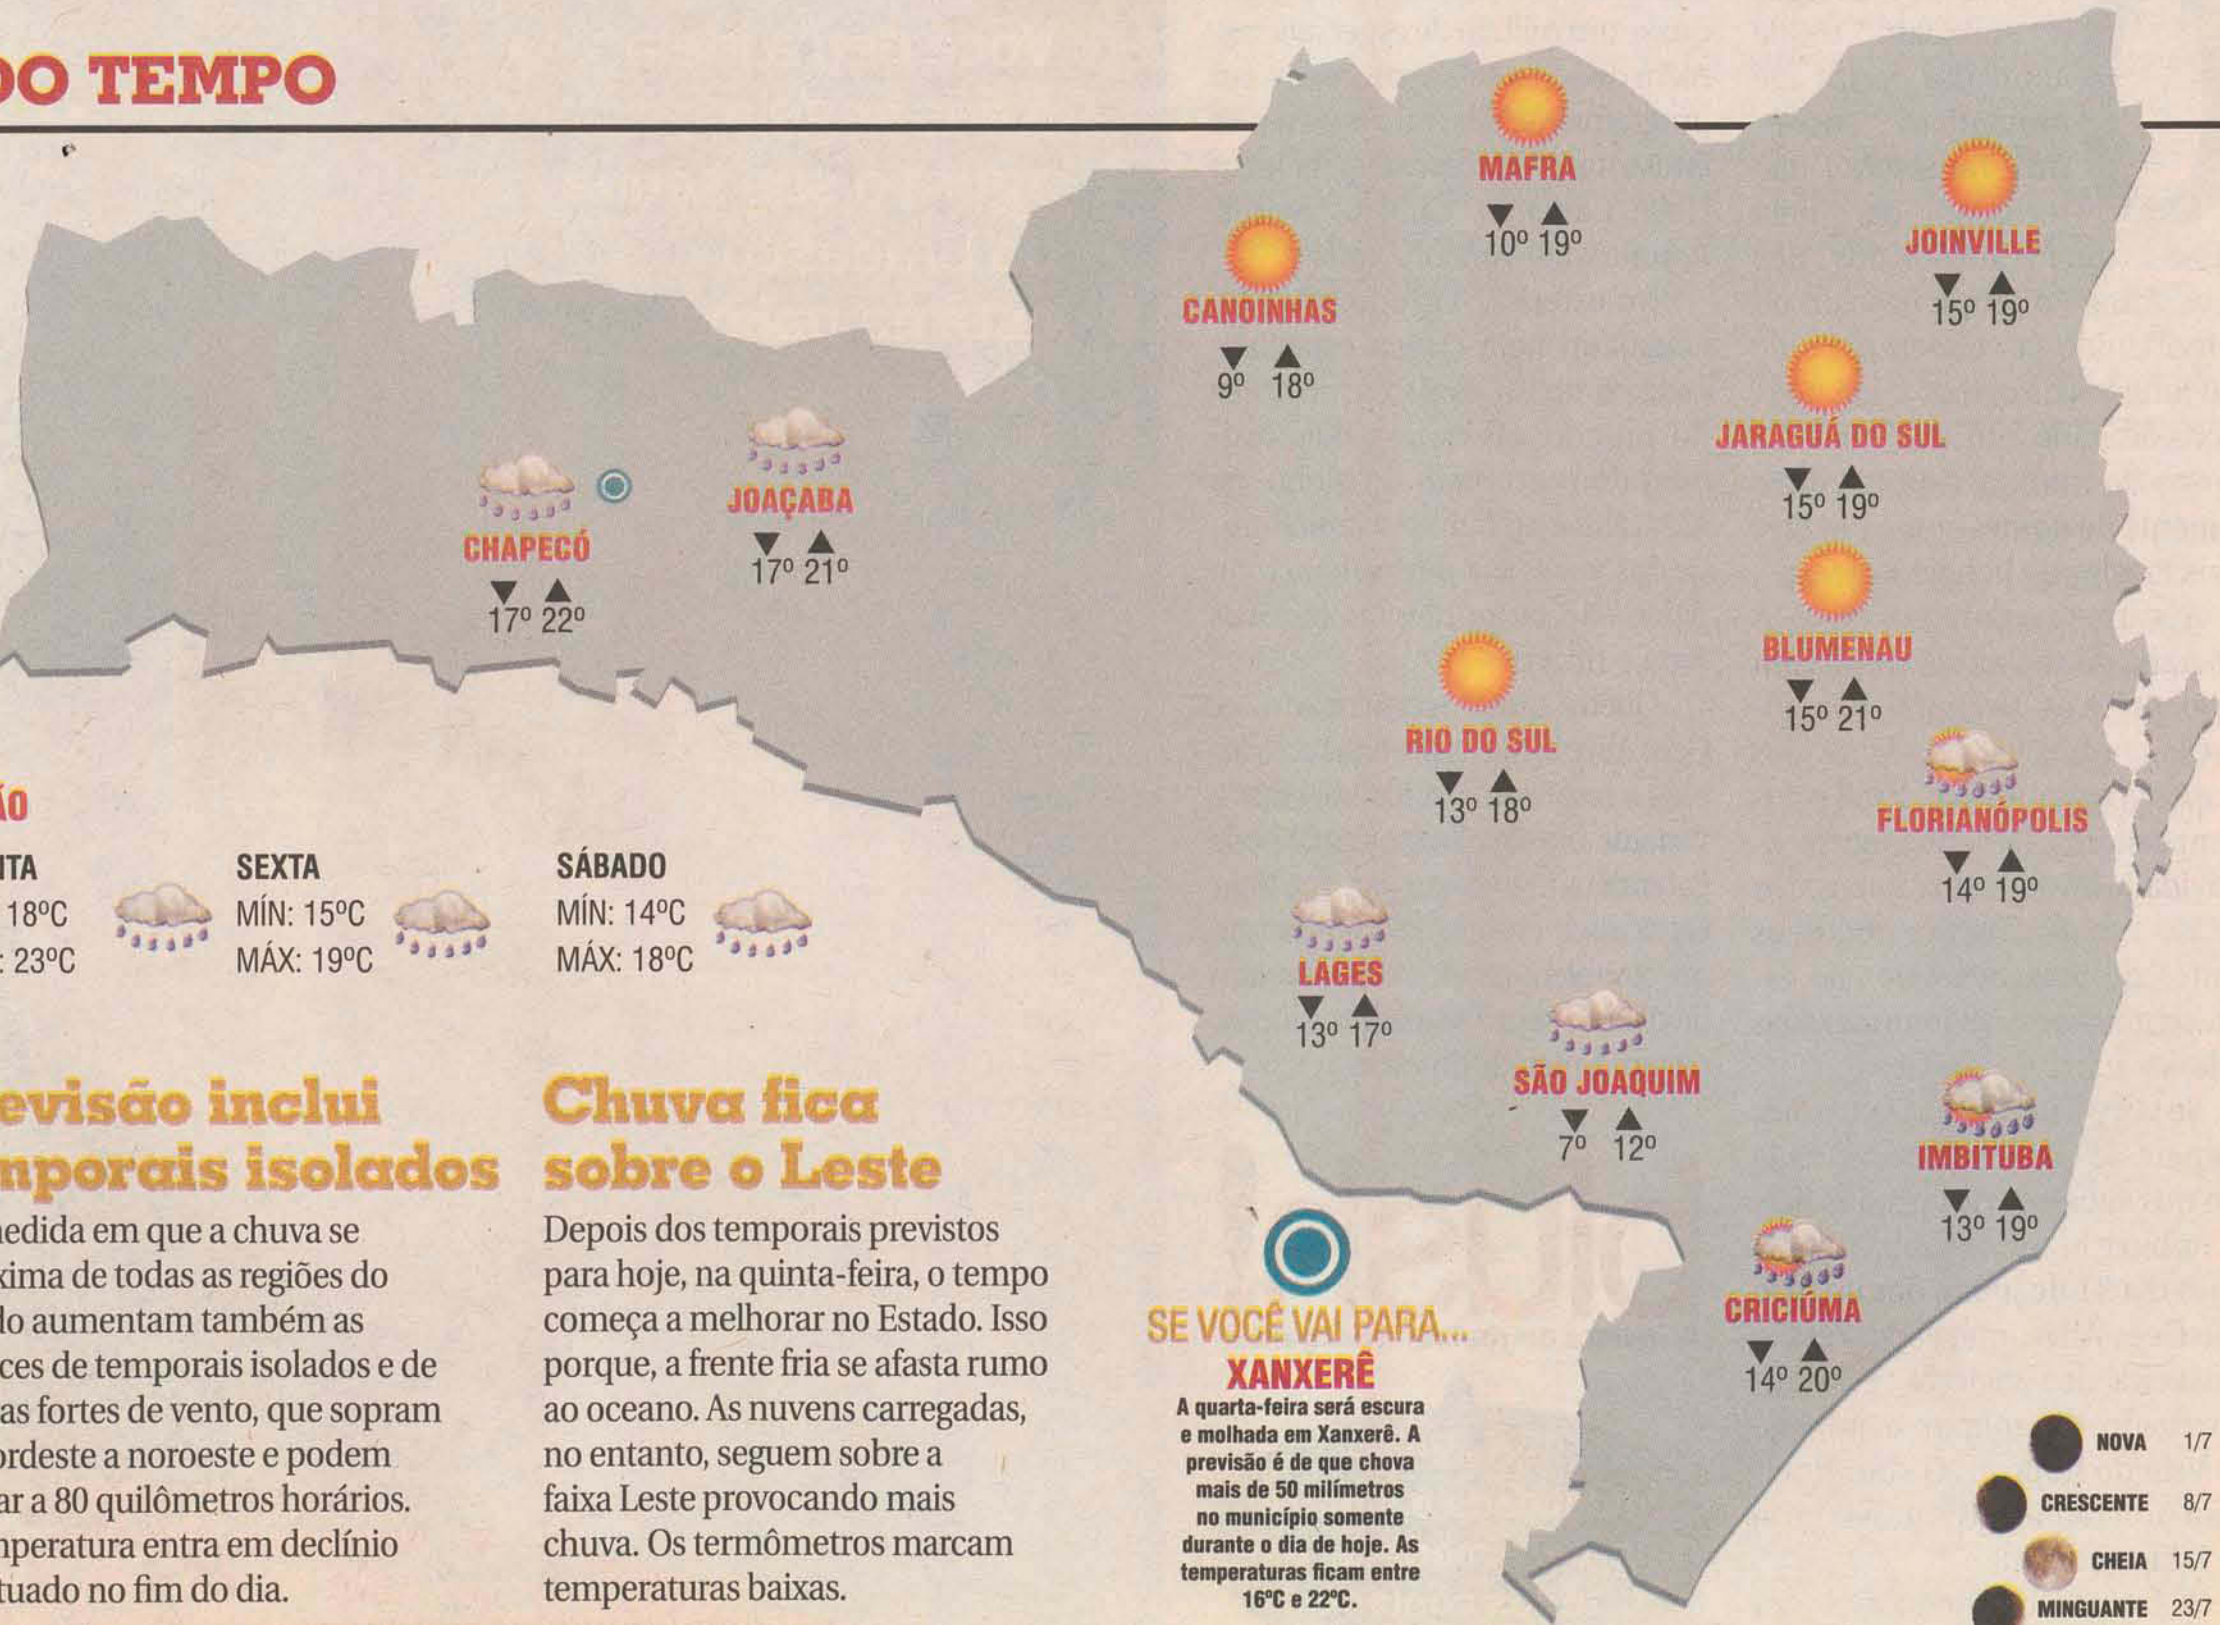 DO TEMPO
MAFRA
10º 19º
JOINVILLE
15º 19º
CANOINHAS
9º 18º
JARAGUÁ DO SUL
15º 19º
JOAÇABA
17º 21º
CHAPECÓ
17º 22º
BLUMENAU
15º 21º
RIO DO SUL
13º 18º
FLORIANÓPOLIS
14º 19º
LAGES
13º 17º
SÃO JOAQUIM
7º 12º
IMBITUBA
13º 19º
CRICIÚMA
14º 20º
ÃO
NTA
18ºC
: 23ºC
SEXTA
MÍN: 15ºC
MÁX: 19ºC
SÁBADO
MÍN: 14ºC
MÁX: 18ºC
evisão inclui
mporais isolados
nedida em que a chuva se
xima de todas as regiões do
do aumentam também as
ces de temporais isolados e de
as fortes de vento, que sopram
ordeste a noroeste e podem
ar a 80 quilômetros horários.
mperatura entra em declínio
tuado no fim do dia.
Chuva fica
sobre o Leste
Depois dos temporais previstos
para hoje, na quinta-feira, o tempo
começa a melhorar no Estado. Isso
porque, a frente fria se afasta rumo
ao oceano. As nuvens carregadas,
no entanto, seguem sobre a
faixa Leste provocando mais
chuva. Os termômetros marcam
temperaturas baixas.
SE VOCÊ VAI PARA...
XANXERÊ
A quarta-feira será escura
e molhada em Xanxerê. A
previsão é de que chova
mais de 50 milímetros
no município somente
durante o dia de hoje. As
temperaturas ficam entre
16ºC e 22ºC.
NOVA 1/7
CRESCENTE 8/7
CHEIA 15/7
MINGUANTE 23/7